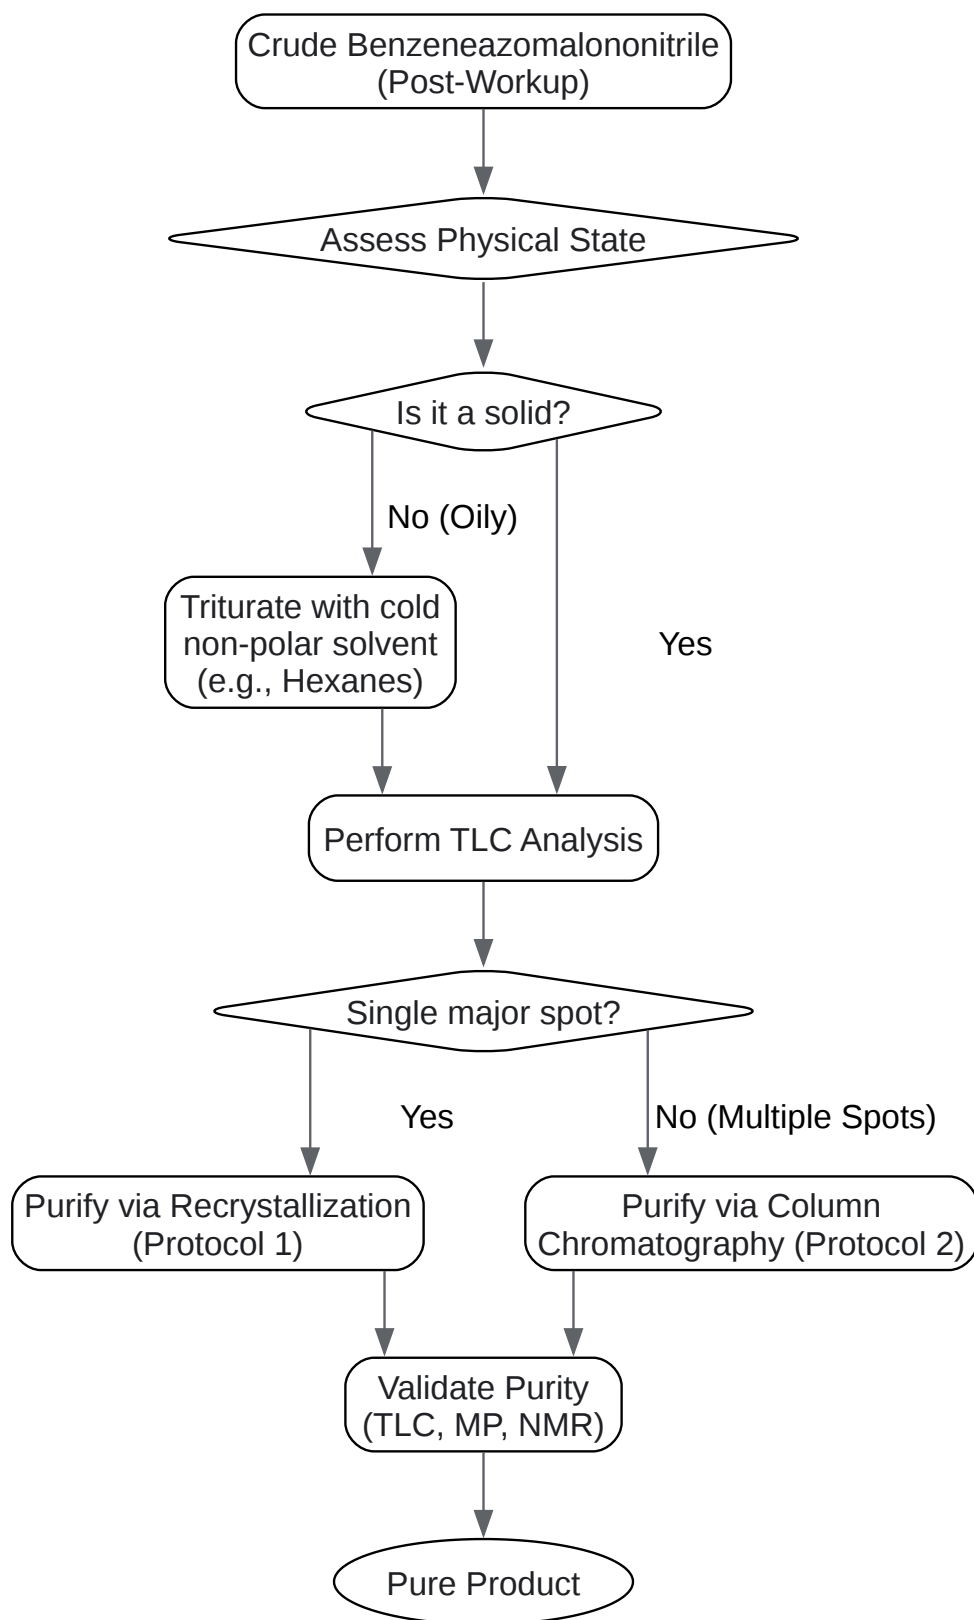 Crude Benzeneazomalononitrile
(Post-Workup)
Assess Physical State
Is it a solid?
No (Oily)
Triturate with cold
non-polar solvent
(e.g., Hexanes)
Yes
Perform TLC Analysis
Single major spot?
Yes
No (Multiple Spots)
Purify via Recrystallization
(Protocol 1)
Purify via Column
Chromatography (Protocol 2)
Validate Purity
(TLC, MP, NMR)
Pure Product